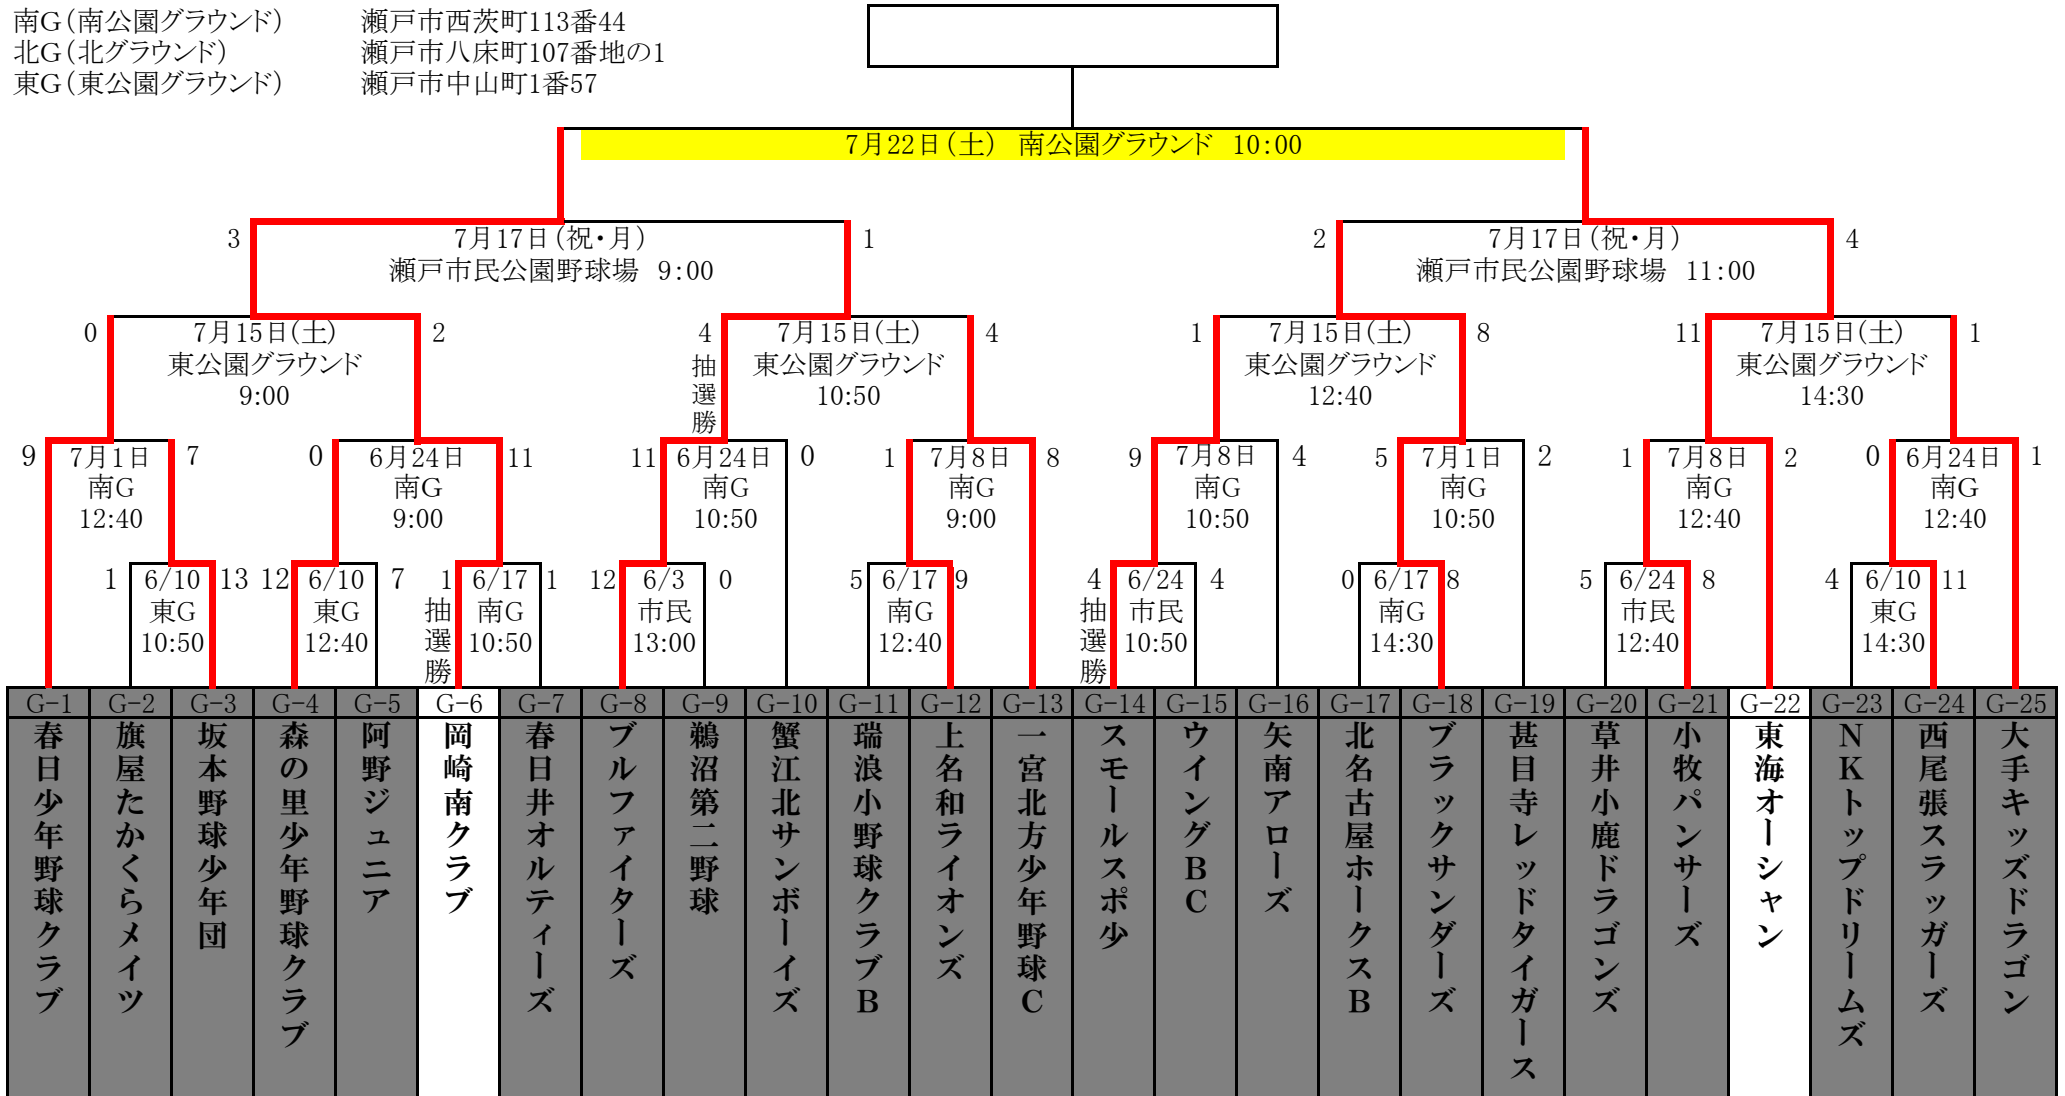 南G(南公園グラウンド) 瀬戸市西茨町113番44
北G(北グラウンド) 瀬戸市八床町107番地の1
東G(東公園グラウンド) 瀬戸市中山町1番57
7月22日(土) 南公園グラウンド 10:00
3 7月17日(祝・月) 1
瀬戸市民公園野球場 9:00
2 7月17日(祝・月) 4
瀬戸市民公園野球場 11:00
0 7月15日(土) 2
東公園グラウンド
9:00
4 7月15日(土) 4
抽選勝
東公園グラウンド
10:50
1 7月15日(土) 8
東公園グラウンド
12:40
11 7月15日(土) 1
東公園グラウンド
14:30
9 7月1日 7
南G
12:40
0 6月24日 11
南G
9:00
11 6月24日 0
南G
10:50
1 7月8日 8
南G
9:00
9 7月8日 4
南G
10:50
5 7月1日 2
南G
10:50
1 7月8日 2
南G
12:40
0 6月24日 1
南G
12:40
1 6/10 13
東G
10:50
12 6/10 7
東G
12:40
1 6/17 1
抽選勝
南G
10:50
12 6/3 0
市民
13:00
5 6/17 9
南G
12:40
4 6/24 4
抽選勝
市民
10:50
0 6/17 8
南G
14:30
5 6/24 8
市民
12:40
4 6/10 11
東G
14:30
G-1 G-2 G-3 G-4 G-5 G-6 G-7 G-8 G-9 G-10 G-11 G-12 G-13 G-14 G-15 G-16 G-17 G-18 G-19 G-20 G-21 G-22 G-23 G-24 G-25
春日少年野球クラブ
旗屋たかくらメイツ
坂本野球少年団
森の里少年野球クラブ
阿野ジュニア
岡崎南クラブ
春日井オルティーズ
ブルファイターズ
鵜沼第二野球
蟹江北サンボーイズ
瑞浪小野球クラブB
上名和ライオンズ
一宮北方少年野球C
スモールスポ少
ウイングBC
矢南アローズ
北名古屋ホークスB
ブラックサンダーズ
甚目寺レッドタイガース
草井小鹿ドラゴンズ
小牧パンサーズ
東海オーシャン
NKトップドリームズ
西尾張スラッガーズ
大手キッズドラゴン